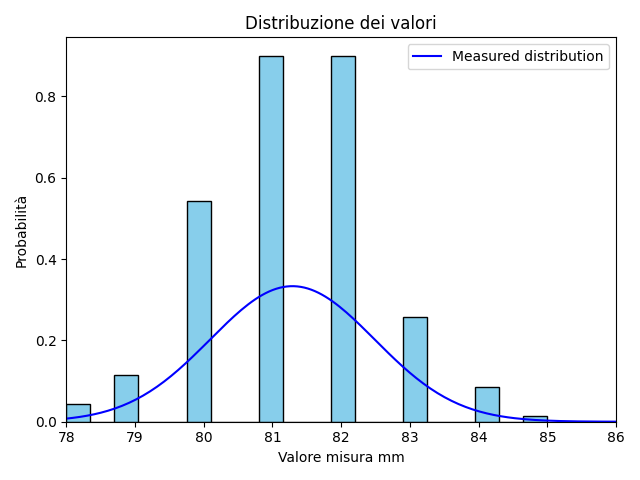 Distribuzione dei valori
Measured distribution
Probabilità
0.8
0.6
0.4
0.2
0.0
78 79 80 81 82 83 84 85 86
Valore misura mm